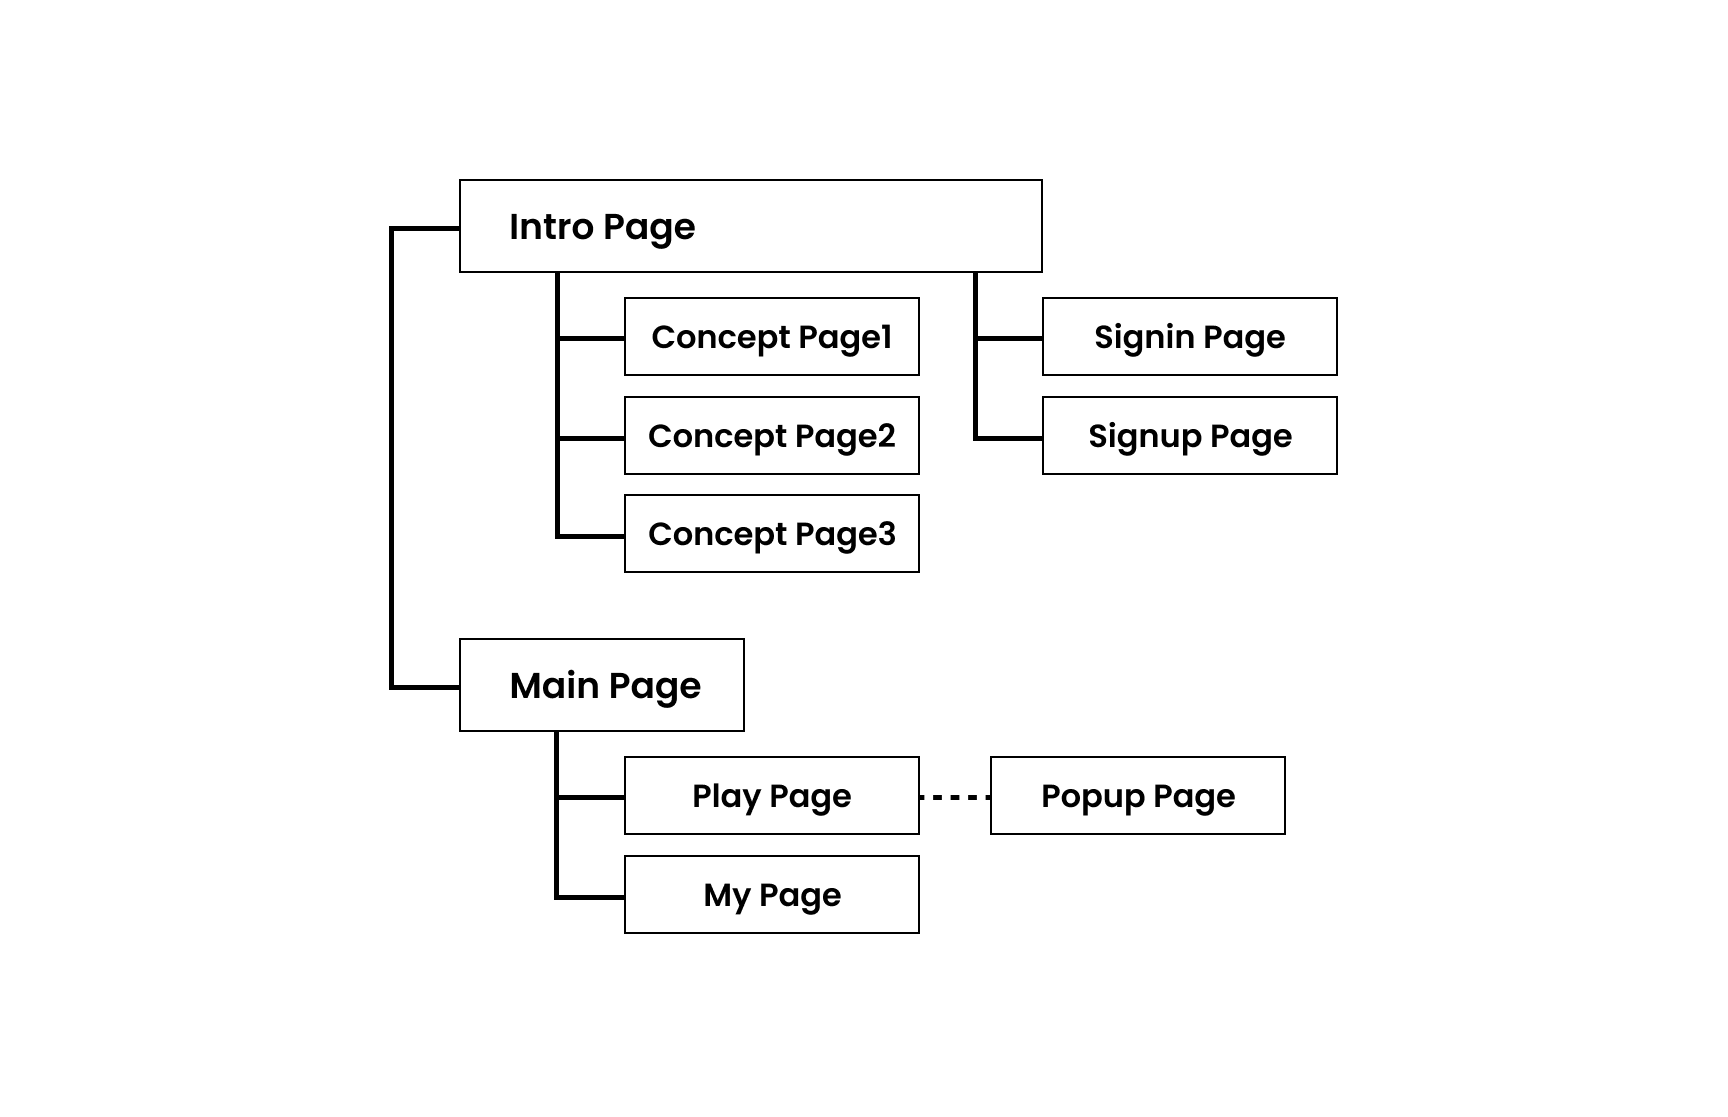 Intro Page
Concept Page1
Signin Page
Concept Page2
Signup Page
Concept Page3
Main Page
Play Page
Popup Page
My Page